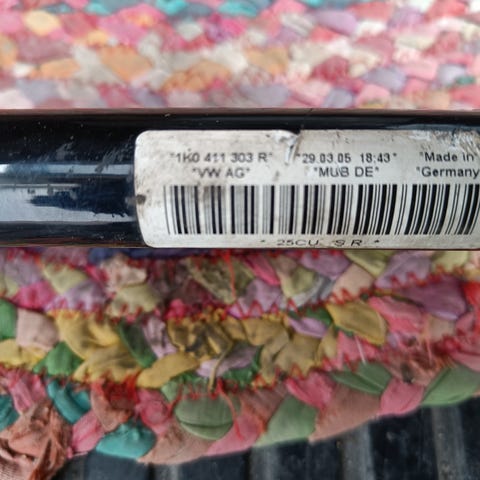 "1K0 411 303 R" "29.03.05 18:43" "Made in
"VW AG" "MUB DE" "Germany
* 25CU S R *